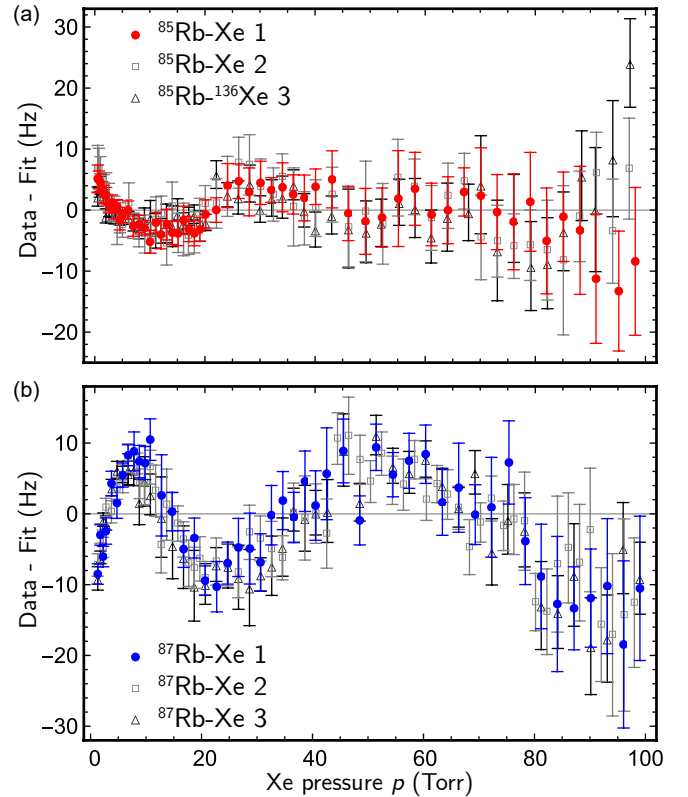 (a)
⁸⁵Rb-Xe 1
⁸⁵Rb-Xe 2
⁸⁵Rb-¹³⁶Xe 3
Data - Fit (Hz)
30
20
10
0
−10
−20
(b)
⁸⁷Rb-Xe 1
⁸⁷Rb-Xe 2
⁸⁷Rb-Xe 3
Data - Fit (Hz)
10
0
−10
−20
−30
0 20 40 60 80 100
Xe pressure p (Torr)